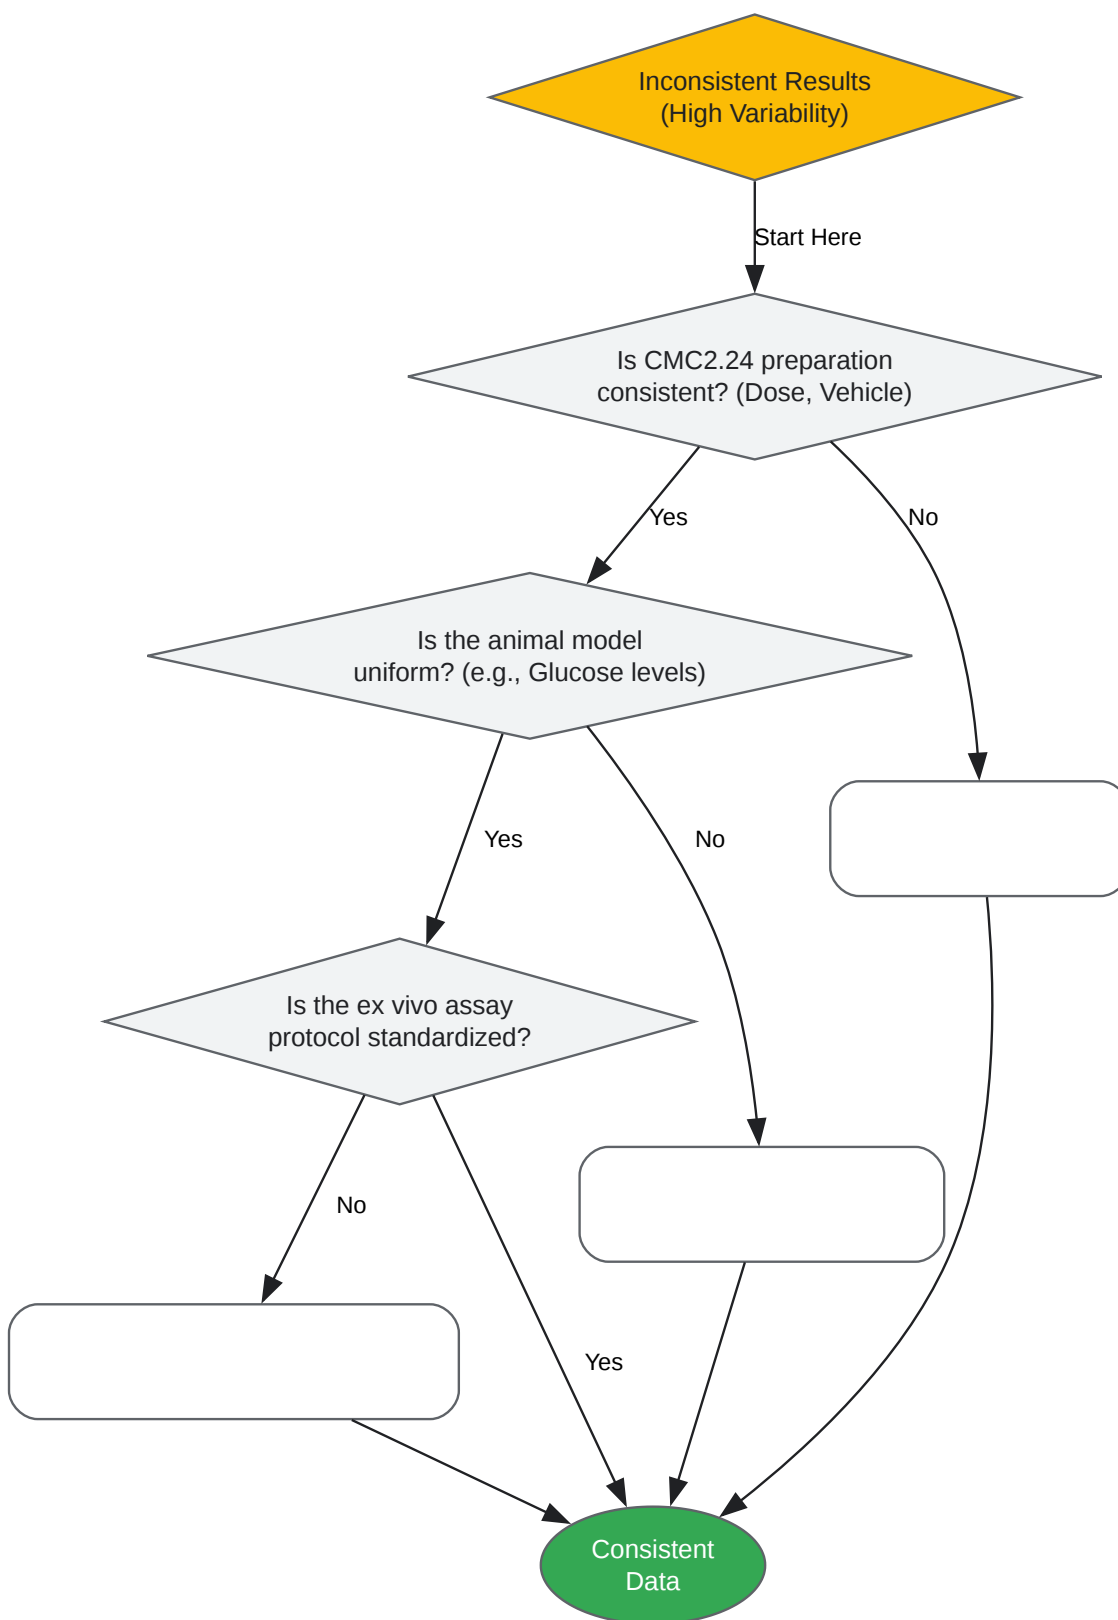 Inconsistent Results
(High Variability)
Start Here
Is CMC2.24 preparation
consistent? (Dose, Vehicle)
Yes
No
Is the animal model
uniform? (e.g., Glucose levels)
Yes
No
Is the ex vivo assay
protocol standardized?
No
Yes
Consistent
Data